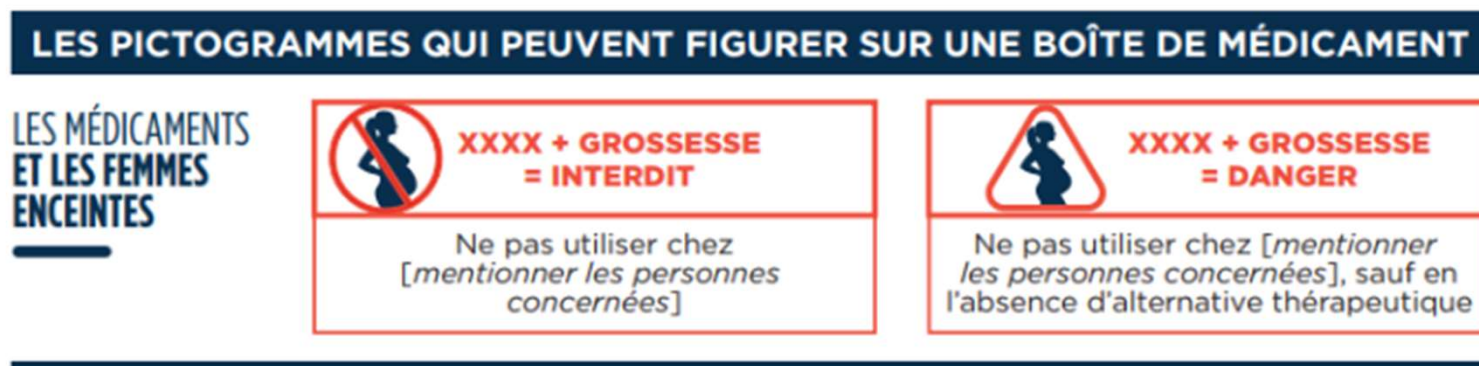 LES PICTOGRAMMES QUI PEUVENT FIGURER SUR UNE BOÎTE DE MÉDICAMENT
LES MÉDICAMENTS
ET LES FEMMES
ENCEINTES
XXXX + GROSSESSE
= INTERDIT
Ne pas utiliser chez
[mentionner les personnes
concernées]
XXXX + GROSSESSE
= DANGER
Ne pas utiliser chez [mentionner
les personnes concernées], sauf en
l'absence d'alternative thérapeutique